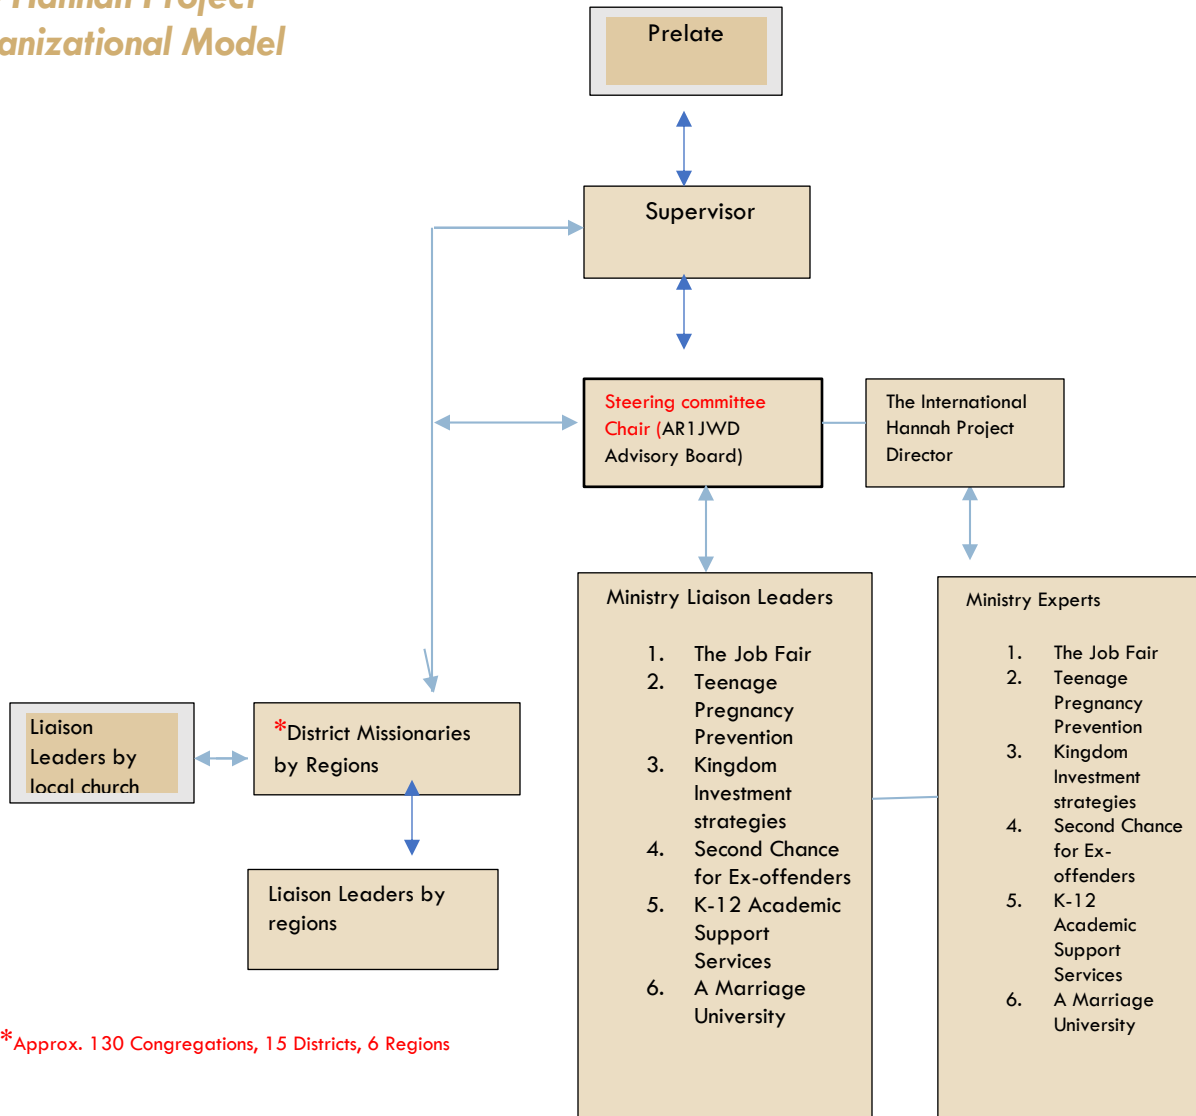 Hannah Project
anizational Model
Prelate
Supervisor
Steering committee
Chair (AR1JWD
Advisory Board)
The International
Hannah Project
Director
Ministry Liaison Leaders
1. The Job Fair
2. Teenage
Pregnancy
Prevention
3. Kingdom
Investment
strategies
4. Second Chance
for Ex-offenders
5. K-12 Academic
Support
Services
6. A Marriage
University
Ministry Experts
1. The Job Fair
2. Teenage
Pregnancy
Prevention
3. Kingdom
Investment
strategies
4. Second Chance
for Ex-
offenders
5. K-12
Academic
Support
Services
6. A Marriage
University
Liaison
Leaders by
local church
*District Missionaries
by Regions
Liaison Leaders by
regions
*Approx. 130 Congregations, 15 Districts, 6 Regions